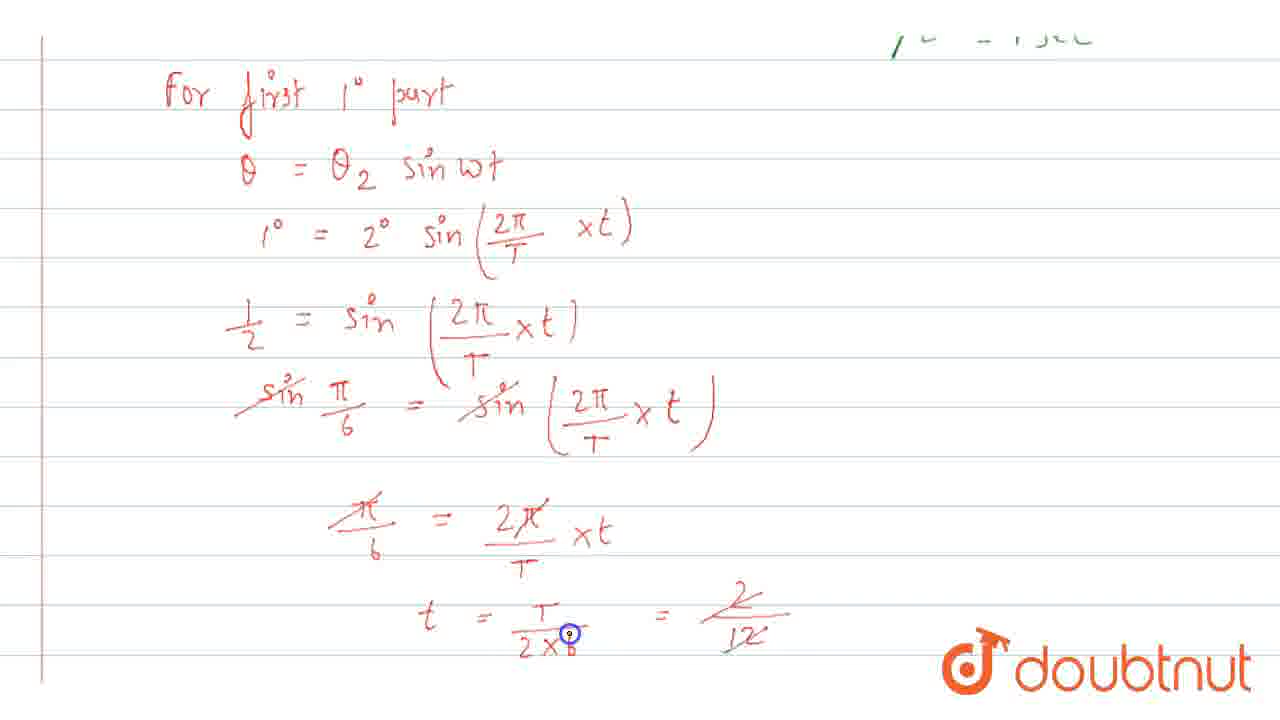 For first 1° part
θ = θ₂ sin ωt
1° = 2° sin (2π/T × t)
1/2 = sin (2π/T × t)
sin π/6 = sin (2π/T × t)
π/6 = 2π/T × t
t = T/2×6 = 2/12
doubtnut